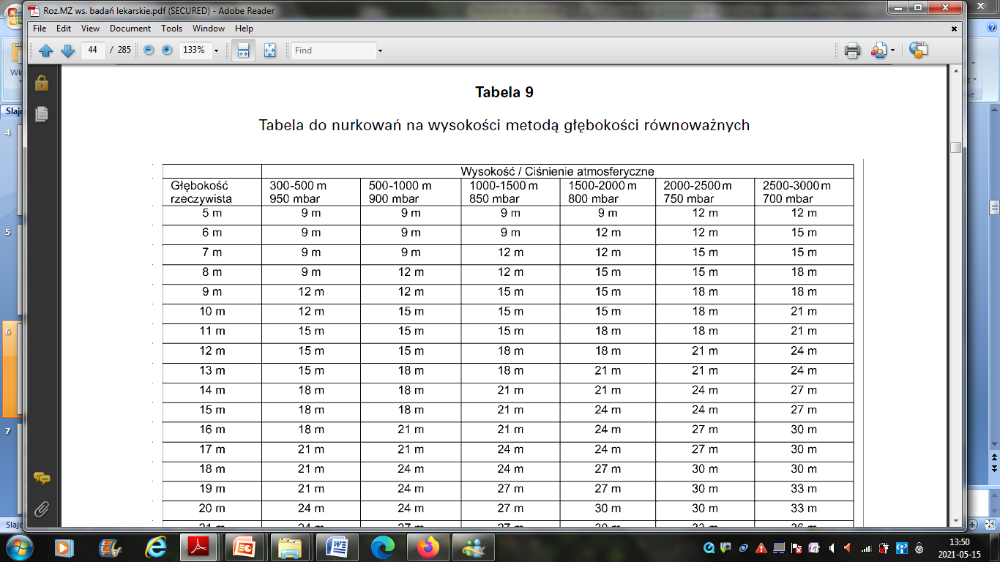 Roz.MZ ws. badań lekarskie.pdf (SECURED) - Adobe Reader
File Edit View Document Tools Window Help
44 / 285 133% Find
Tabela 9
Tabela do nurkowań na wysokości metodą głębokości równoważnych
Wysokość / Ciśnienie atmosferyczne
Głębokość 300-500 m 500-1000 m 1000-1500 m 1500-2000 m 2000-2500 m 2500-3000 m
rzeczywista 950 mbar 900 mbar 850 mbar 800 mbar 750 mbar 700 mbar
5 m 9 m 9 m 9 m 9 m 12 m 12 m
6 m 9 m 9 m 9 m 12 m 12 m 15 m
7 m 9 m 9 m 12 m 12 m 15 m 15 m
8 m 9 m 12 m 12 m 15 m 15 m 18 m
9 m 12 m 12 m 15 m 15 m 18 m 18 m
10 m 12 m 15 m 15 m 15 m 18 m 21 m
11 m 15 m 15 m 15 m 18 m 18 m 21 m
12 m 15 m 15 m 18 m 18 m 21 m 24 m
13 m 15 m 18 m 18 m 21 m 21 m 24 m
14 m 18 m 18 m 21 m 21 m 24 m 27 m
15 m 18 m 18 m 21 m 24 m 24 m 27 m
16 m 18 m 21 m 21 m 24 m 27 m 30 m
17 m 21 m 21 m 24 m 24 m 27 m 30 m
18 m 21 m 24 m 24 m 27 m 30 m 30 m
19 m 21 m 24 m 27 m 27 m 30 m 33 m
20 m 24 m 24 m 27 m 30 m 30 m 33 m
21 m 24 m 27 m 27 m 30 m 33 m 36 m
Wk
Slajd
4
5
6
7
Slajd
13:50
2021-05-15